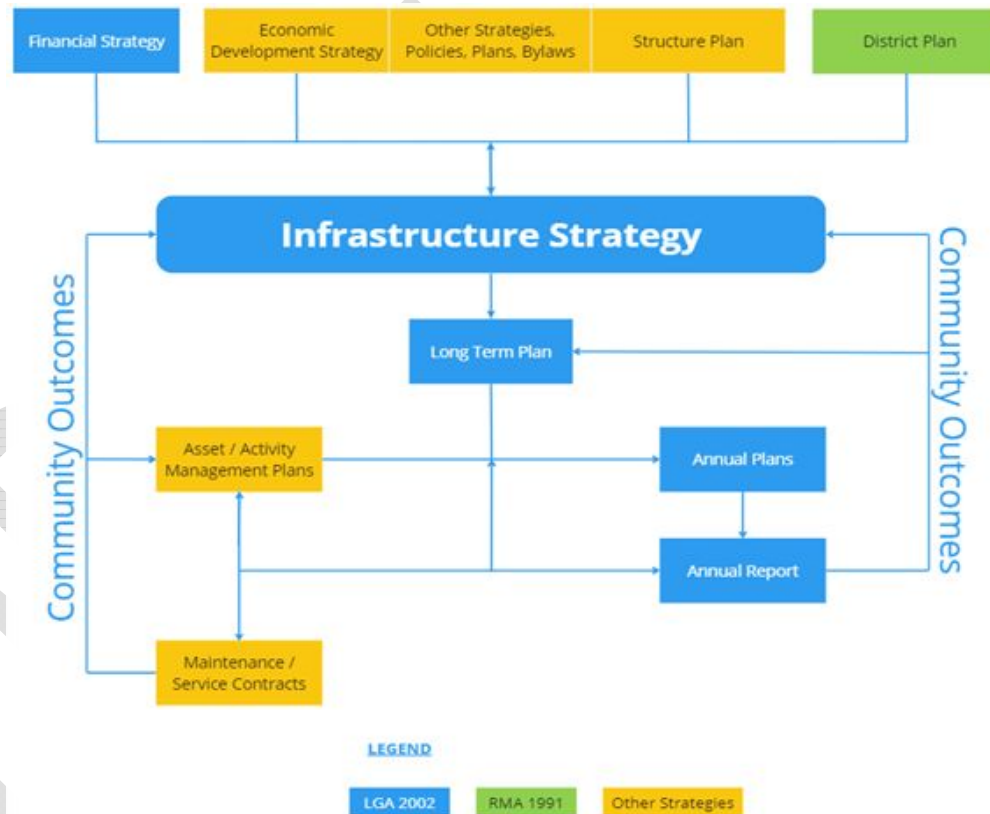 Financial Strategy
Economic
Development Strategy
Other Strategies,
Policies, Plans, Bylaws
Structure Plan
District Plan
Infrastructure Strategy
Community Outcomes
Community Outcomes
Long Term Plan
Asset / Activity
Management Plans
Annual Plans
Annual Report
Maintenance /
Service Contracts
LEGEND
LGA 2002
RMA 1991
Other Strategies